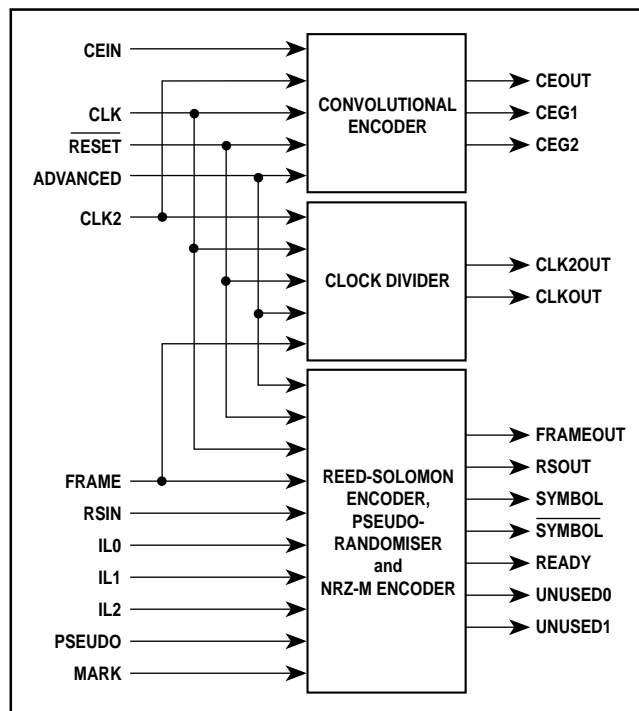 CEIN
CLK
RESET
ADVANCED
CLK2
FRAME
RSIN
IL0
IL1
IL2
PSEUDO
MARK
CONVOLUTIONAL
ENCODER
CLOCK DIVIDER
REED-SOLOMON
ENCODER,
PSEUDO-
RANDOMISER
and
NRZ-M ENCODER
CEOUT
CEG1
CEG2
CLK2OUT
CLKOUT
FRAMEOUT
RSOUT
SYMBOL
SYMBOL
READY
UNUSED0
UNUSED1